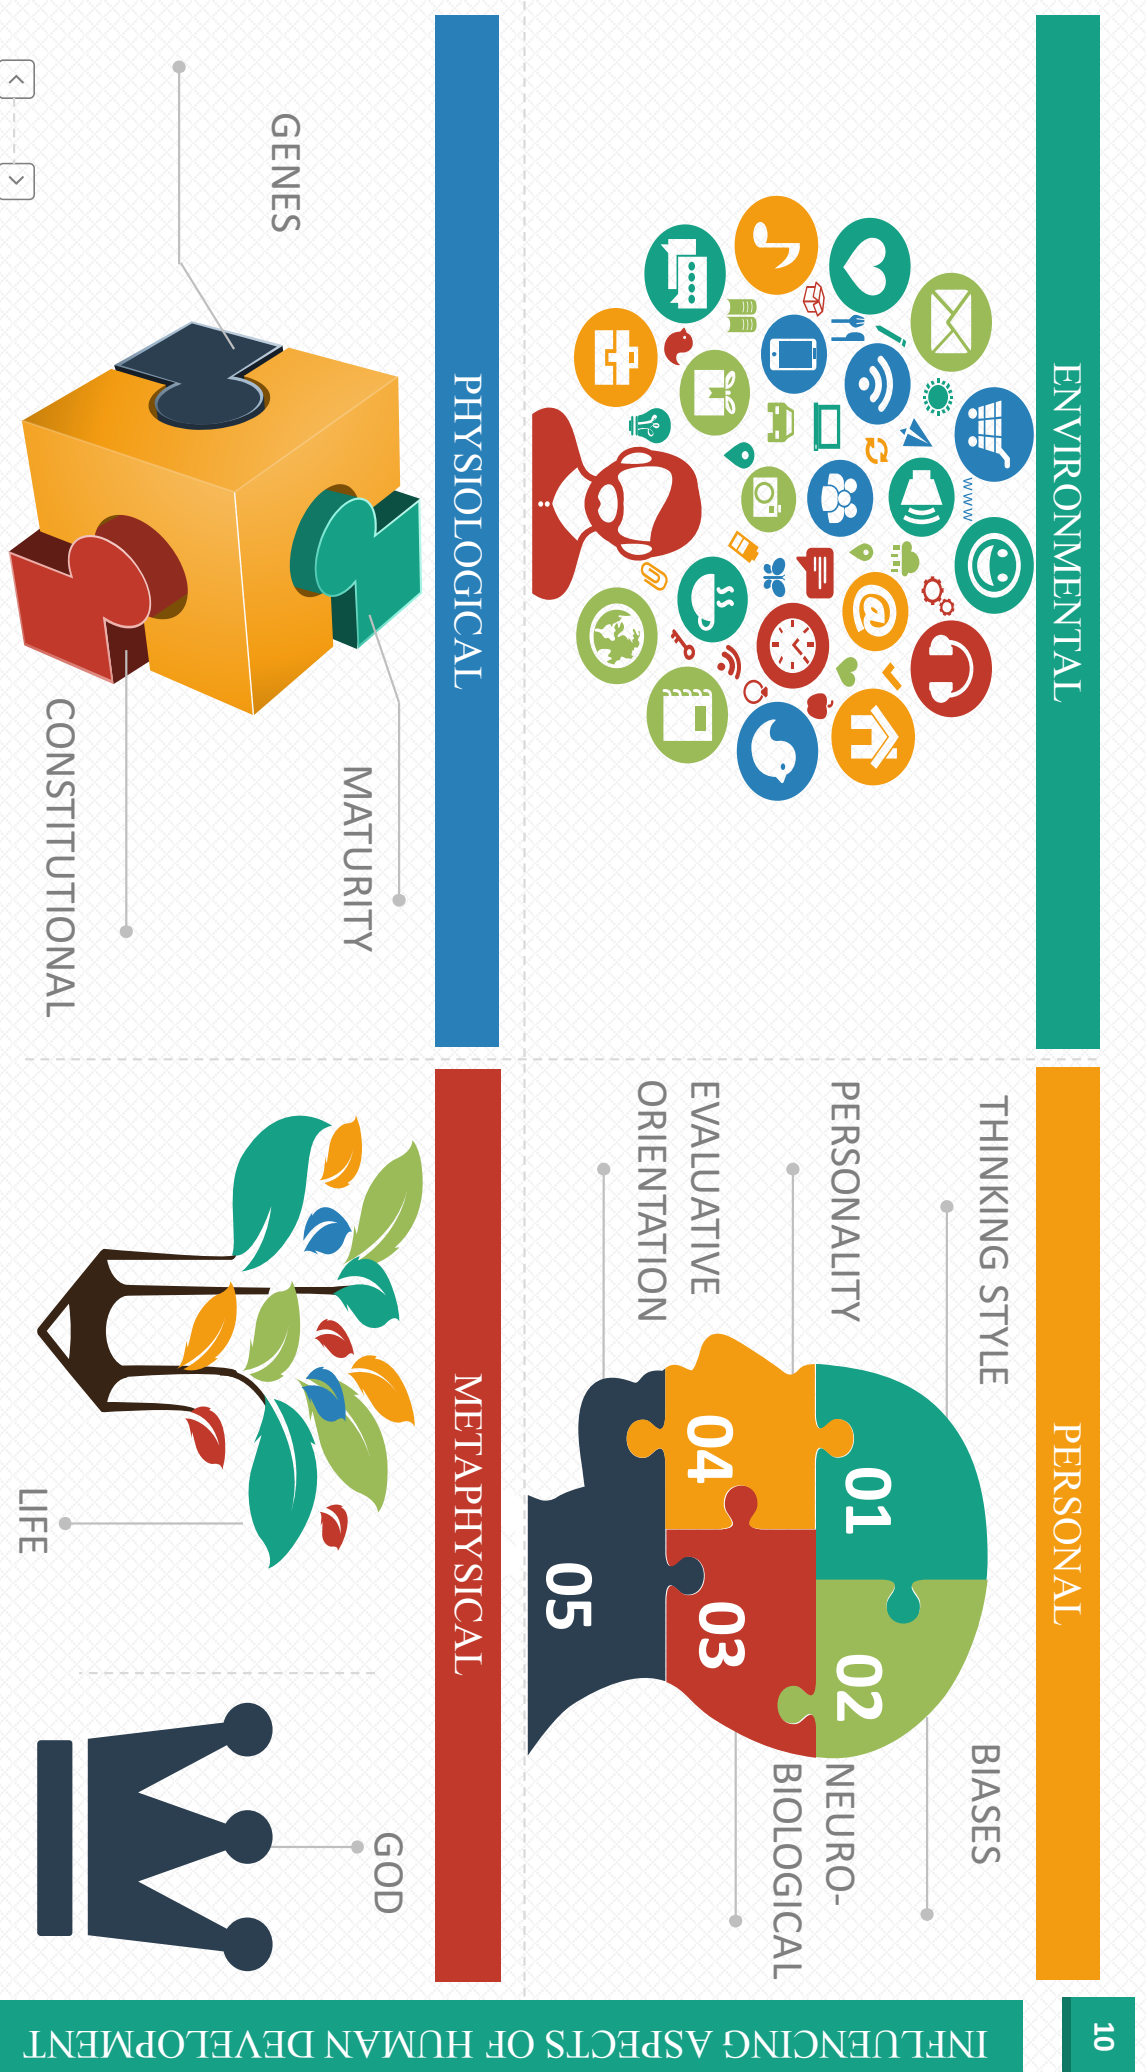 INFLUENCING ASPECTS OF HUMAN DEVELOPMENT
10
ENVIRONMENTAL
WWW
PERSONAL
THINKING STYLE
PERSONALITY
EVALUATIVE
ORIENTATION
BIASES
NEURO-
BIOLOGICAL
01
02
03
04
05
PHYSIOLOGICAL
GENES
MATURITY
CONSTITUTIONAL
METAPHYSICAL
LIFE
GOD